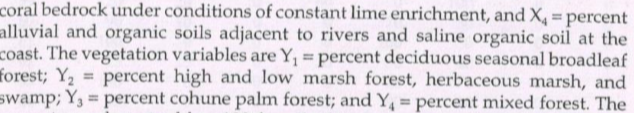 coral bedrock under conditions of constant lime enrichment, and X₄ = percent
alluvial and organic soils adjacent to rivers and saline organic soil at the
coast. The vegetation variables are Y₁ = percent deciduous seasonal broadleaf
forest; Y₂ = percent high and low marsh forest, herbaceous marsh, and
swamp; Y₃ = percent cohune palm forest; and Y₄ = percent mixed forest. The